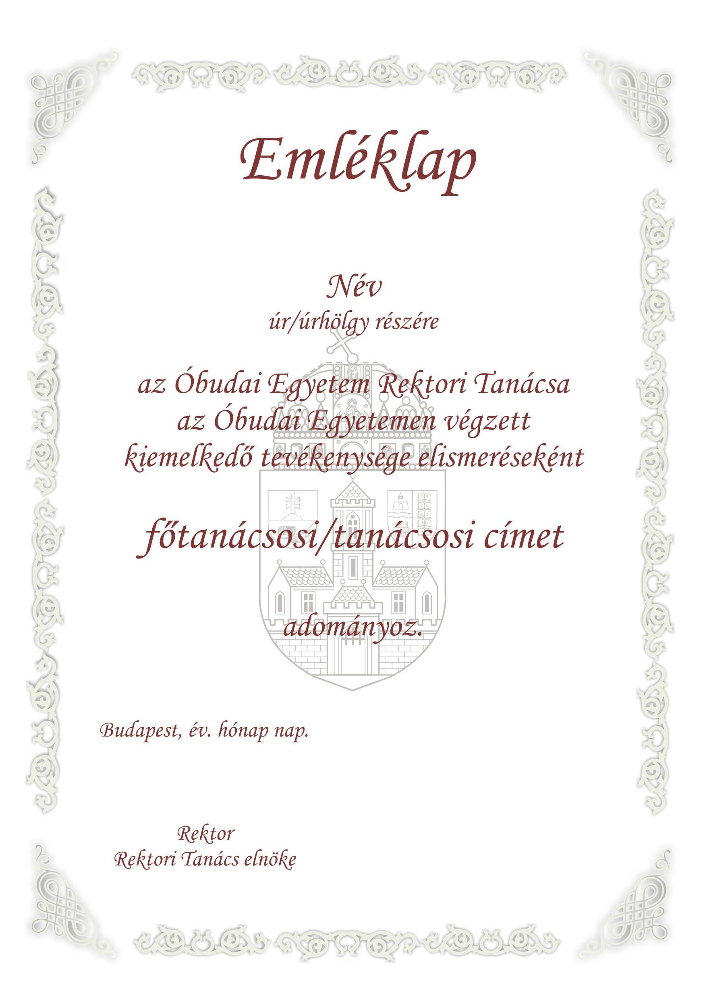 Emléklap
Név
úr/úrhölgy részére
az Óbudai Egyetem Rektori Tanácsa
az Óbudai Egyetemen végzett
kiemelkedő tevékenysége elismeréseként
főtanácsosi/tanácsosi címet
adományoz.
Budapest, év. hónap nap.
Rektor
Rektori Tanács elnöke